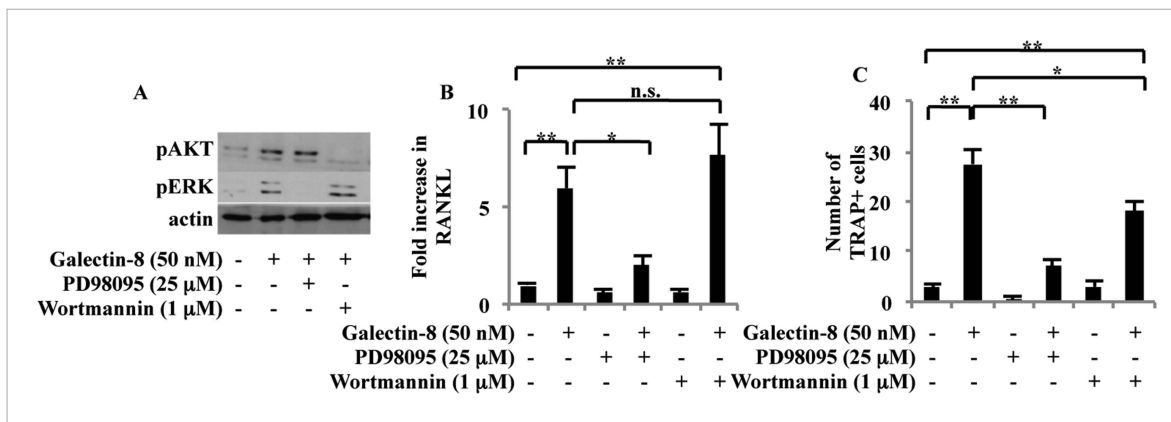 A
pAKT
pERK
actin
Galectin-8 (50 nM) - + + +
PD98095 (25 μM) - - + -
Wortmannin (1 μM) - - - +
B
**
n.s.
** *
Fold increase in
RANKL
10
5
0
Galectin-8 (50 nM) - + - + - +
PD98095 (25 μM) - - + + - -
Wortmannin (1 μM) - - - - + +
C
**
*
** **
Number of
TRAP+ cells
40
30
20
10
0
Galectin-8 (50 nM) - + - + - +
PD98095 (25 μM) - - + + - -
Wortmannin (1 μM) - - - - + +